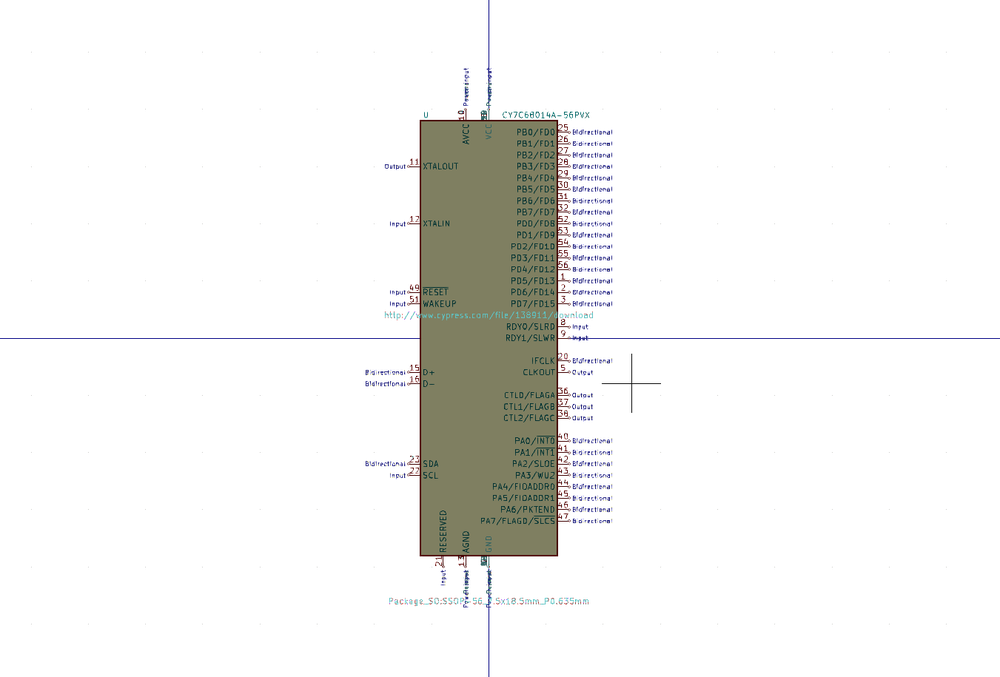 Power input
U
10
CY7C68014A-56PVX
AVCC
VCC
PB0/FD0 25 Bidirectional
PB1/FD1 26 Bidirectional
PB2/FD2 27 Bidirectional
Output 11 XTALOUT
PB3/FD3 28 Bidirectional
PB4/FD4 29 Bidirectional
PB5/FD5 30 Bidirectional
PB6/FD6 31 Bidirectional
PB7/FD7 32 Bidirectional
Input 12 XTALIN
PD0/FD8 52 Bidirectional
PD1/FD9 53 Bidirectional
PD2/FD10 54 Bidirectional
PD3/FD11 55 Bidirectional
PD4/FD12 56 Bidirectional
PD5/FD13 1 Bidirectional
Input 49 RESET
PD6/FD14 2 Bidirectional
Input 51 WAKEUP
PD7/FD15 3 Bidirectional
http://www.cypress.com/file/138911/download
RDY0/SLRD 8 Input
RDY1/SLWR 9 Input
IFCLK 20 Bidirectional
Bidirectional 15 D+
CLKOUT 5 Output
Bidirectional 16 D-
CTL0/FLAGA 36 Output
CTL1/FLAGB 37 Output
CTL2/FLAGC 38 Output
PA0/INT0 40 Bidirectional
PA1/INT1 41 Bidirectional
Bidirectional 23 SDA
PA2/SLOE 42 Bidirectional
Input 22 SCL
PA3/WU2 43 Bidirectional
PA4/FIOADDR0 44 Bidirectional
PA5/FIOADDR1 45 Bidirectional
PA6/PKTEND 46 Bidirectional
PA7/FLAGD/SLCS 47 Bidirectional
RESERVED
AGND
GND
21
13
Input
Package_SO:SSOP-56_7.5x18.5mm_P0.635mm